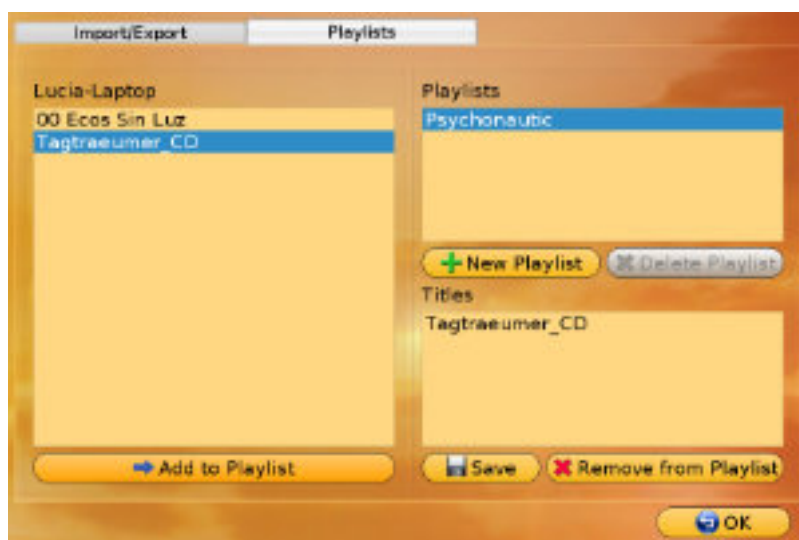 Import/Export
Playlists
Lucia-Laptop
00 Ecos Sin Luz
Tagtraeumer_CD
Add to Playlist
Playlists
Psychonautic
New Playlist
Delete Playlist
Titles
Tagtraeumer_CD
Save
Remove from Playlist
OK